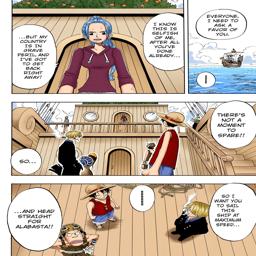 EVERYONE,
I NEED TO
ASK A
FAVOR OF
YOU.
I KNOW
THIS IS
SELFISH OF
ME, AFTER
ALL
YOU'VE
DONE
ALREADY...
...BUT MY
COUNTRY
IS IN
GRAVE
PERIL, AND
I'VE GOT
TO GET
BACK
RIGHT
AWAY!
THERE'S
NOT A
MOMENT
TO
SPARE!!
SO...
SO I
WANT YOU
TO SAIL
THIS
SHIP AT
MAXIMUM
SPEED...
...AND HEAD
STRAIGHT
FOR
ALABASTA!!